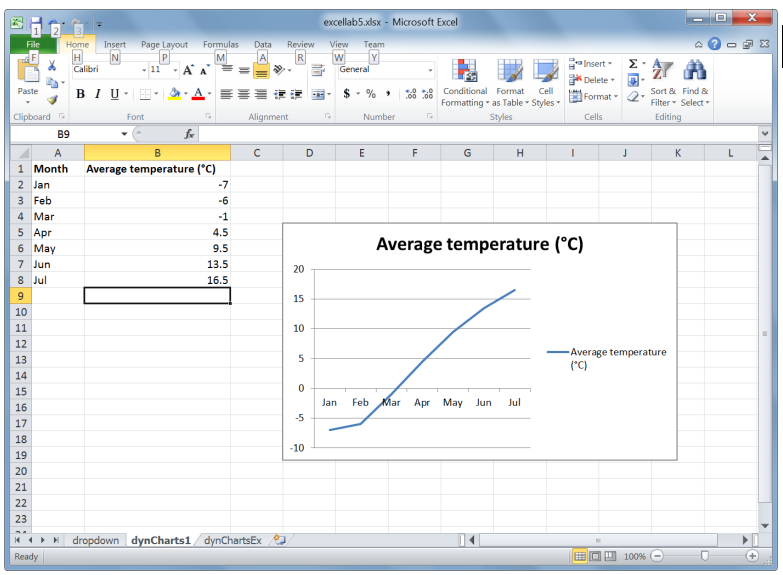 excellab5.xlsx - Microsoft Excel
1 2 3
File Home Insert Page Layout Formulas Data Review View Team
F H N P M A R W Y
Calibri 11 A A General
Paste B I U A $ % , .0 .00 .00 .0
Conditional Formatting Format as Table Cell Styles
Insert Delete Format
Σ Sort & Filter Find & Select
Clipboard Font Alignment Number Styles Cells Editing
B9 fx
A B C D E F G H I J K L
1 Month Average temperature (°C)
2 Jan -7
3 Feb -6
4 Mar -1
5 Apr 4.5
6 May 9.5
7 Jun 13.5
8 Jul 16.5
9
10
11
12
13
14
15
16
17
18
19
20
21
22
23
Average temperature (°C)
20
15
10
5
0
Jan Feb Mar Apr May Jun Jul
-5
-10
Average temperature
(°C)
dropdown dynCharts1 dynChartsEx
Ready 100%